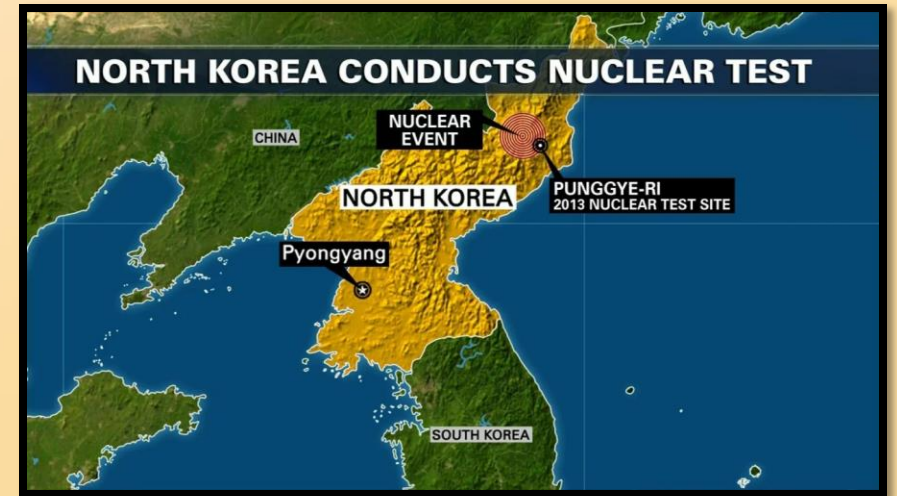 NORTH KOREA CONDUCTS NUCLEAR TEST
CHINA
NUCLEAR
EVENT
PUNGGYE-RI
2013 NUCLEAR TEST SITE
NORTH KOREA
Pyongyang
SOUTH KOREA